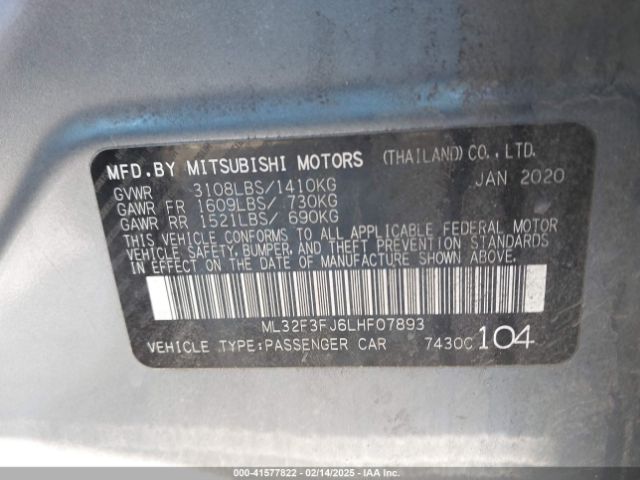 MFD.BY MITSUBISHI MOTORS (THAILAND) CO., LTD.
GVWR 3108LBS/1410KG JAN 2020
GAWR FR 1609LBS/ 730KG
GAWR RR 1521LBS/ 690KG
THIS VEHICLE CONFORMS TO ALL APPLICABLE FEDERAL MOTOR
VEHICLE SAFETY, BUMPER, AND THEFT PREVENTION STANDARDS
IN EFFECT ON THE DATE OF MANUFACTURE SHOWN ABOVE.
ML32F3FJ6LHF07893
VEHICLE TYPE:PASSENGER CAR 7430C 104
000-41577822 - 02/14/2025 - IAAI.com